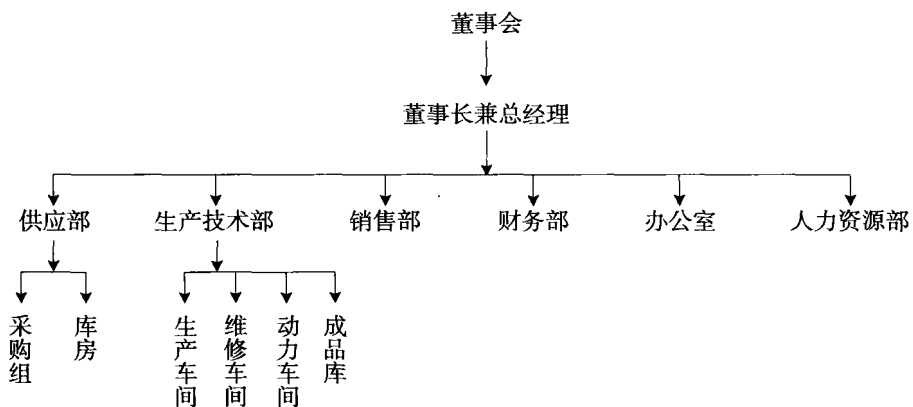 董事会
董事长兼总经理
供应部 生产技术部 销售部 财务部 办公室 人力资源部
采购组
库房
生产车间
维修车间
动力车间
成品库